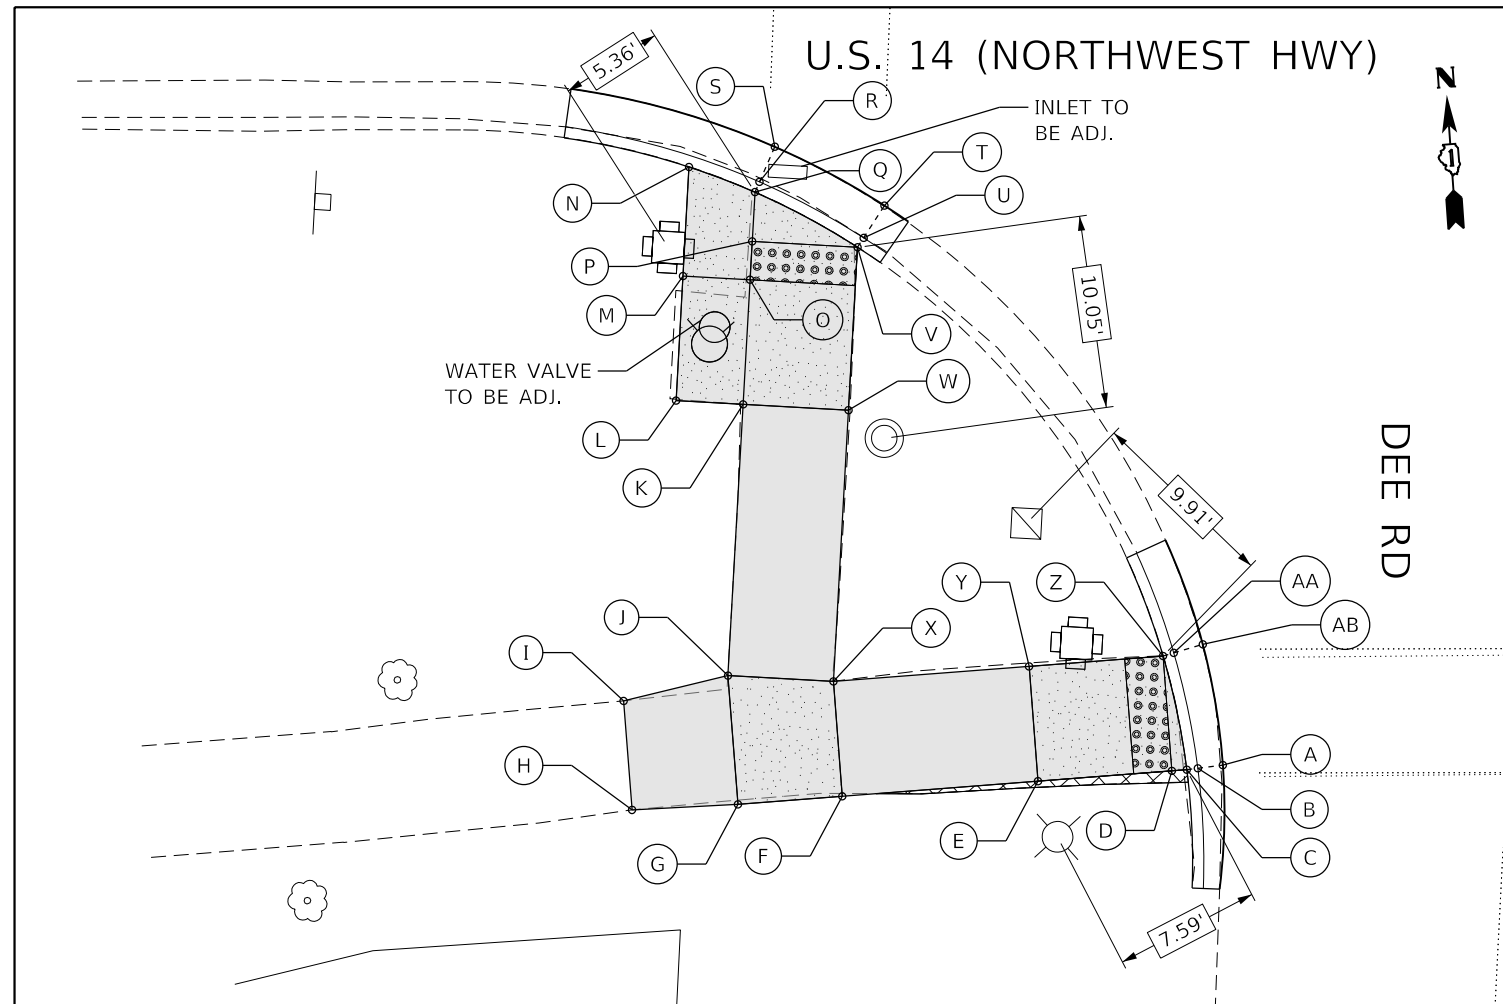 U.S. 14 (NORTHWEST HWY)
N
5.36'
S
R
INLET TO
BE ADJ.
Q
T
N
U
P
10.05'
M
O
V
WATER VALVE
TO BE ADJ.
W
L
K
DEE RD
9.91'
Y
Z
AA
J
X
AB
I
H
A
B
E
D
G
F
C
7.59'